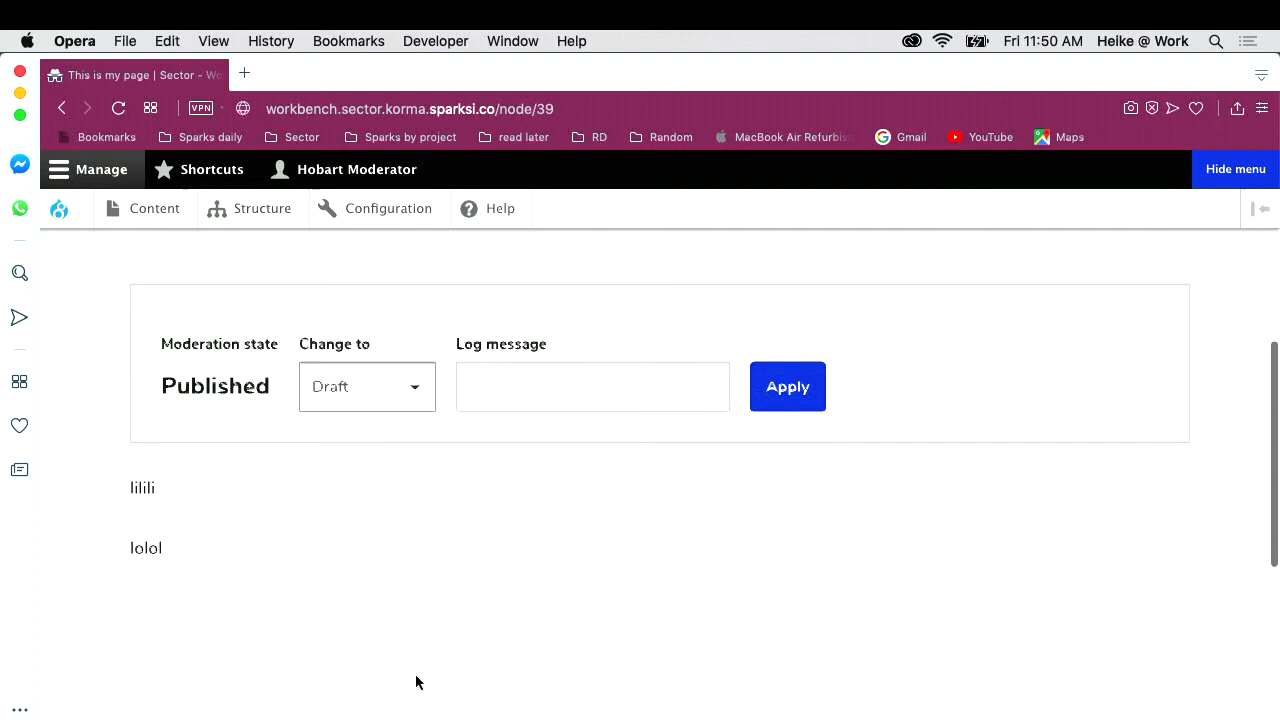 Opera File Edit View History Bookmarks Developer Window Help Fri 11:50 AM Heike @ Work
This is my page | Sector - Wo
VPN workbench.sector.korma.sparksi.co/node/39
Bookmarks Sparks daily Sector Sparks by project read later RD Random MacBook Air Refurbis Gmail YouTube Maps
Manage Shortcuts Hobart Moderator Hide menu
Content Structure Configuration Help
Moderation state Change to Log message
Published Draft Apply
lilili
lolol